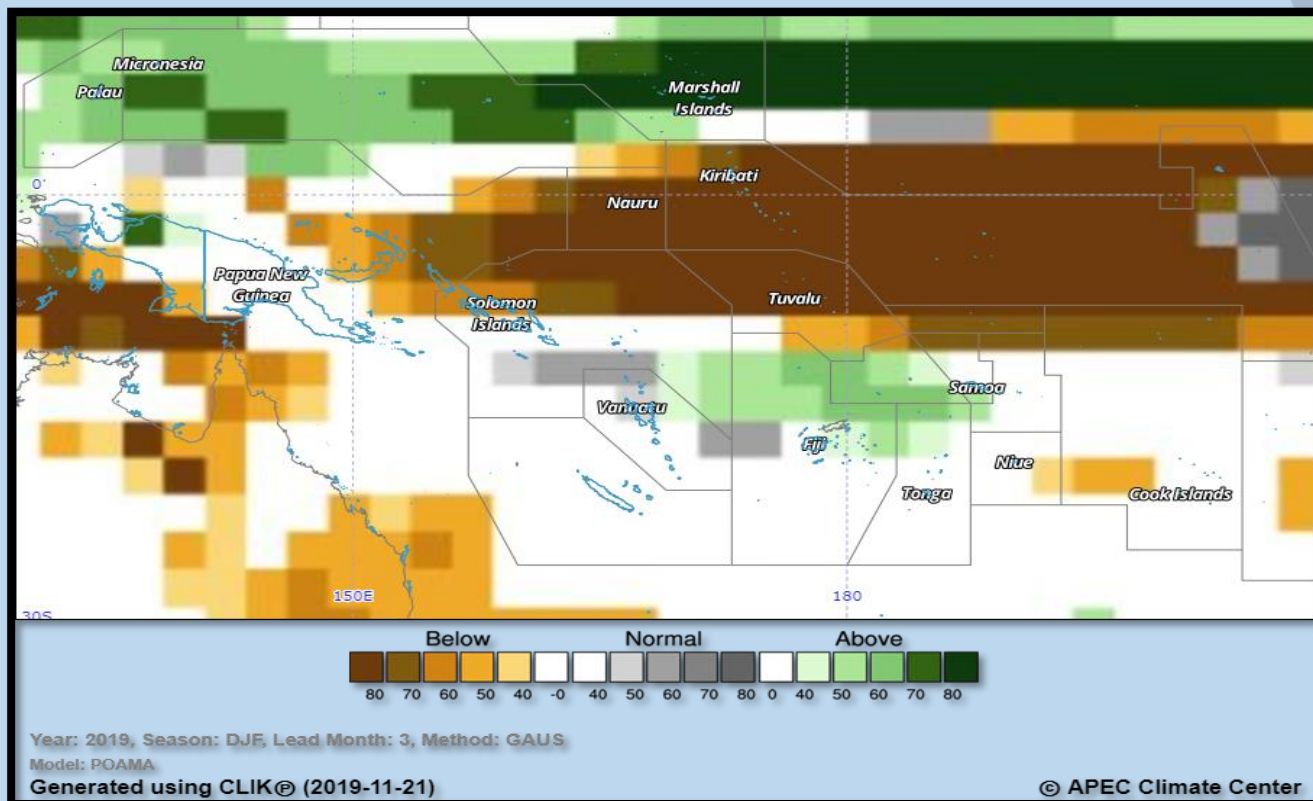 Micronesia
Palau
Marshall
Islands
0°
Kiribati
Nauru
Papua New
Guinea
Solomon
Islands
Tuvalu
Samoa
Vanuatu
Fiji
Niue
Tonga
Cook Islands
150E
180
30S
Below Normal Above
80 70 60 50 40 -0 40 50 60 70 80 0 40 50 60 70 80
Year: 2019, Season: DJF, Lead Month: 3, Method: GAUS
Model: POAMA
Generated using CLIK℗ (2019-11-21) © APEC Climate Center